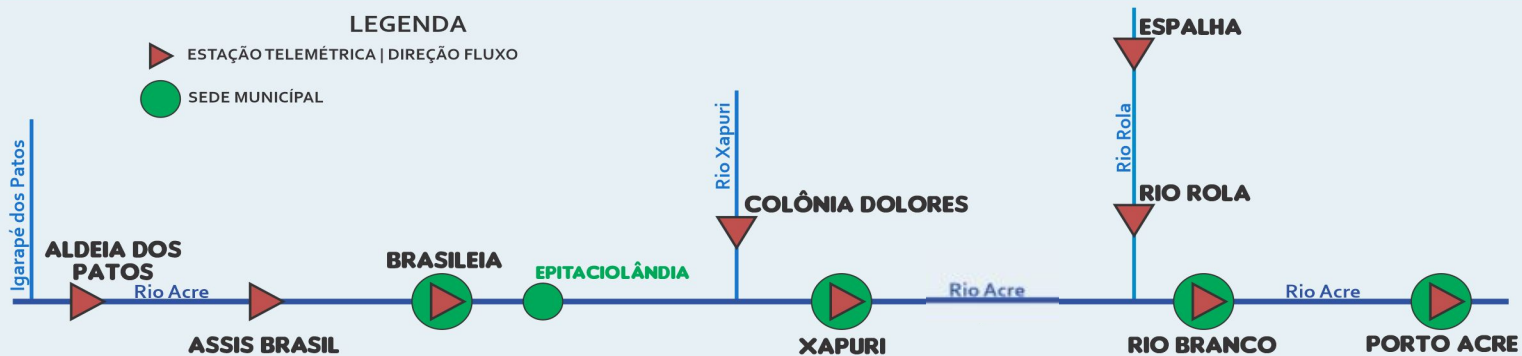 LEGENDA
ESTAÇÃO TELEMÉTRICA | DIREÇÃO FLUXO
SEDE MUNICÍPAL
Igarapé dos Patos
ALDEIA DOS
PATOS
Rio Acre
ASSIS BRASIL
BRASILEIA
EPITACIOLÂNDIA
Rio Xapuri
COLÔNIA DOLORES
XAPURI
Rio Acre
ESPALHA
Rio Rola
RIO ROLA
RIO BRANCO
Rio Acre
PORTO ACRE